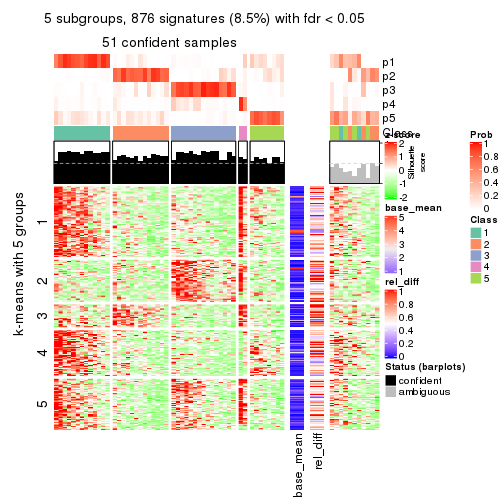 5 subgroups, 876 signatures (8.5%) with fdr < 0.05
51 confident samples
p1
p2
p3
p4
p5
Class
k-means with 5 groups
1
2
3
4
5
Silhouette score
z-score
2
1
0
-1
-2
base_mean
5
4
3
2
1
rel_diff
1
0.8
0.6
0.4
0.2
0
Status (barplots)
confident
ambiguous
Prob
1
0.8
0.6
0.4
0.2
0
Class
1
2
3
4
5
base_mean
rel_diff